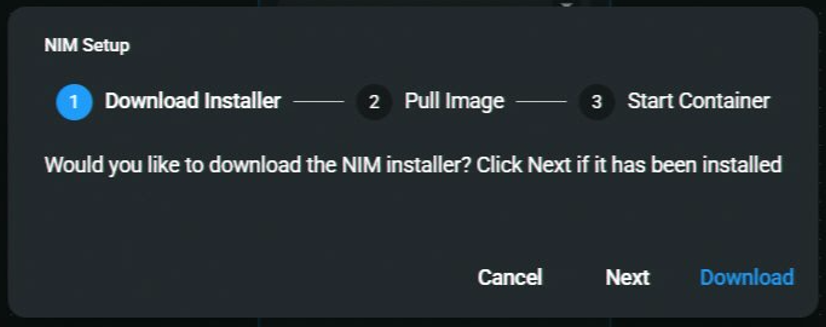 NIM Setup
1 Download Installer 2 Pull Image 3 Start Container
Would you like to download the NIM installer? Click Next if it has been installed
Cancel Next Download